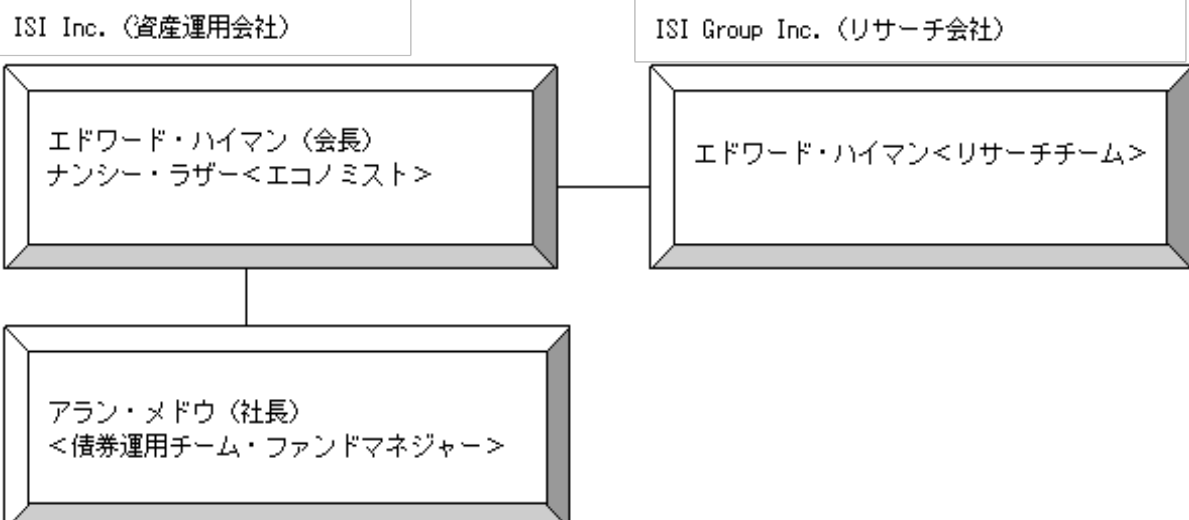 ISI Inc.（資産運用会社）
ISI Group Inc.（リサーチ会社）
エドワード・ハイマン（会長）
ナンシー・ラザー＜エコノミスト＞
エドワード・ハイマン＜リサーチチーム＞
アラン・メドウ（社長）
＜債券運用チーム・ファンドマネジャー＞